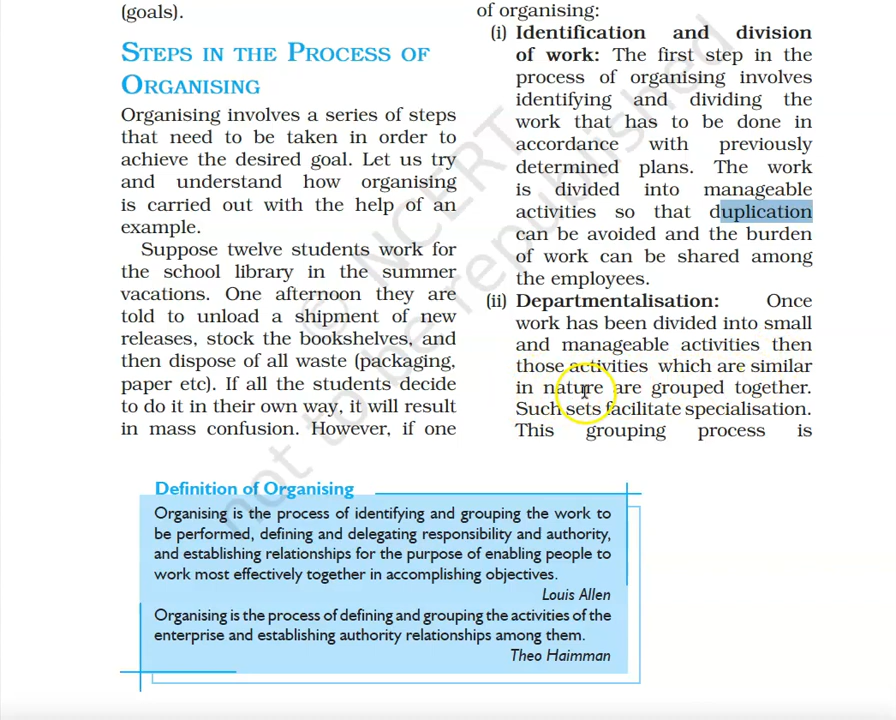 (goals).
STEPS IN THE PROCESS OF
ORGANISING
Organising involves a series of steps
that need to be taken in order to
achieve the desired goal. Let us try
and understand how organising
is carried out with the help of an
example.
Suppose twelve students work for
the school library in the summer
vacations. One afternoon they are
told to unload a shipment of new
releases, stock the bookshelves, and
then dispose of all waste (packaging,
paper etc). If all the students decide
to do it in their own way, it will result
in mass confusion. However, if one
of organising:
(i) Identification and division
of work: The first step in the
process of organising involves
identifying and dividing the
work that has to be done in
accordance with previously
determined plans. The work
is divided into manageable
activities so that duplication
can be avoided and the burden
of work can be shared among
the employees.
(ii) Departmentalisation: Once
work has been divided into small
and manageable activities then
those activities which are similar
in nature are grouped together.
Such sets facilitate specialisation.
This grouping process is
Definition of Organising
Organising is the process of identifying and grouping the work to
be performed, defining and delegating responsibility and authority,
and establishing relationships for the purpose of enabling people to
work most effectively together in accomplishing objectives.
Louis Allen
Organising is the process of defining and grouping the activities of the
enterprise and establishing authority relationships among them.
Theo Haimman
© NCERT
not to be republished